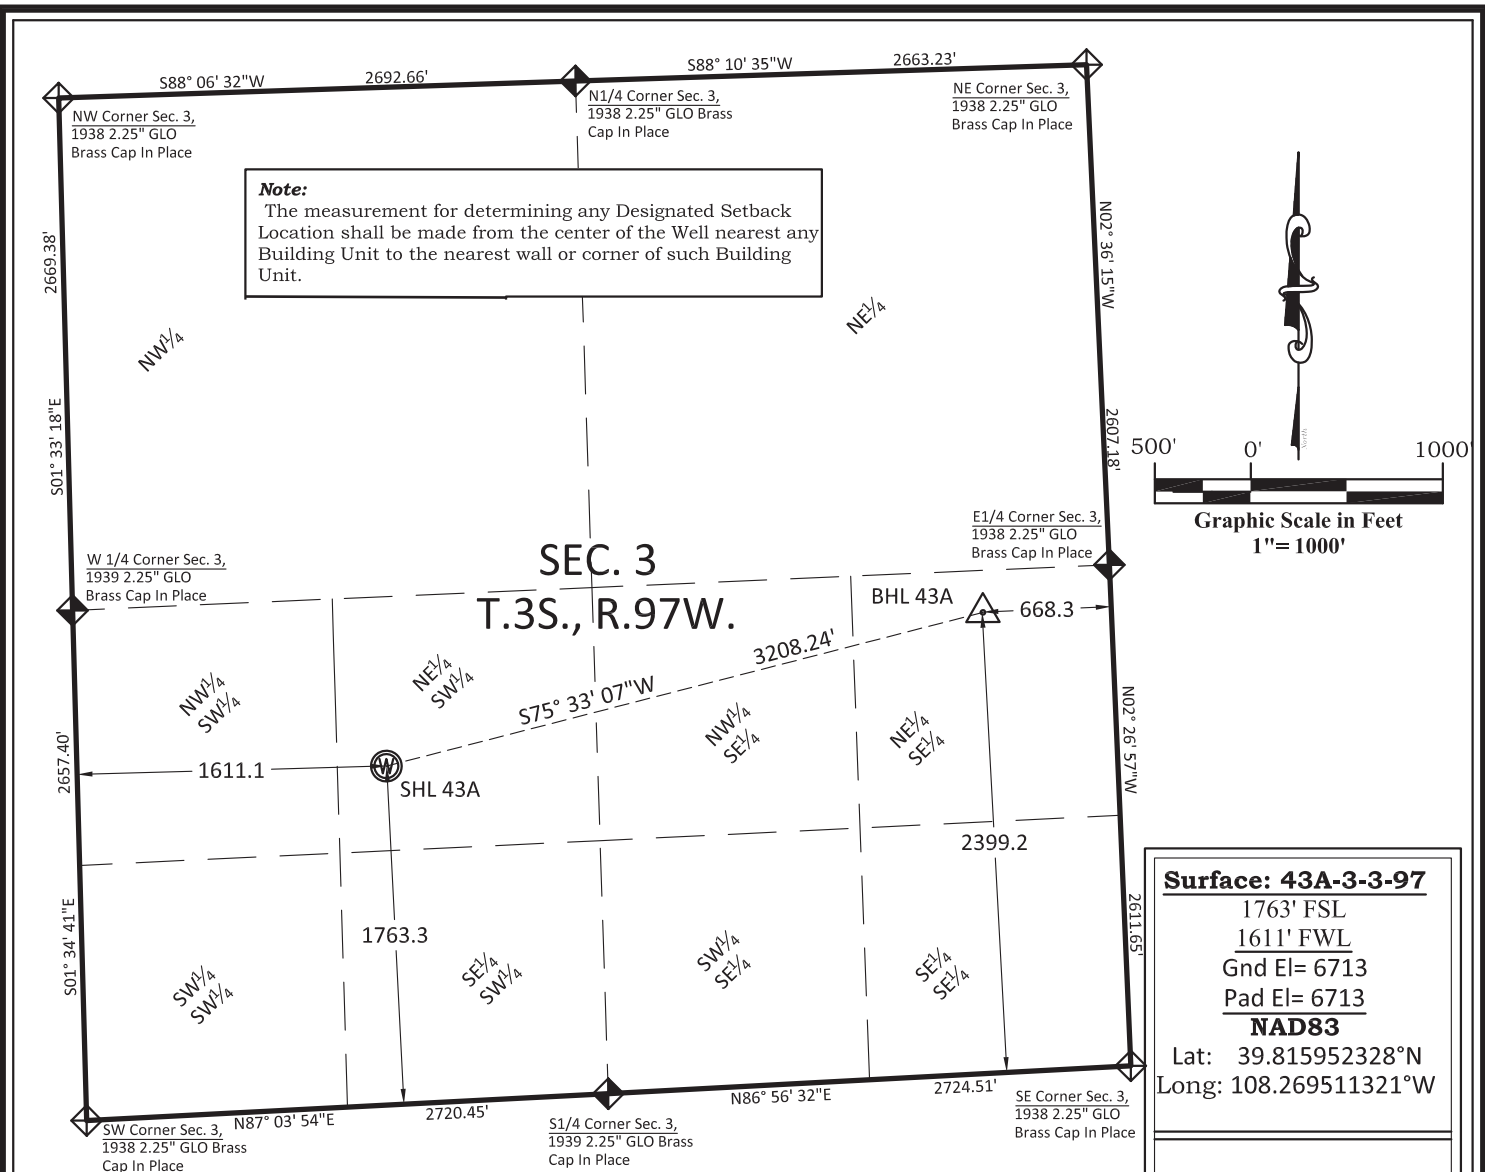 S88° 06' 32"W 2692.66'
S88° 10' 35"W 2663.23'
NW Corner Sec. 3,
1938 2.25" GLO
Brass Cap In Place
N1/4 Corner Sec. 3,
1938 2.25" GLO Brass
Cap In Place
NE Corner Sec. 3,
1938 2.25" GLO
Brass Cap In Place
Note:
The measurement for determining any Designated Setback
Location shall be made from the center of the Well nearest any
Building Unit to the nearest wall or corner of such Building
Unit.
2669.38'
S01° 33' 18"E
N02° 36' 15"W
2607.18'
NW1/4
NE1/4
North
500' 0' 1000'
Graphic Scale in Feet
1"= 1000'
W 1/4 Corner Sec. 3,
1939 2.25" GLO
Brass Cap In Place
E1/4 Corner Sec. 3,
1938 2.25" GLO
Brass Cap In Place
SEC. 3
T.3S., R.97W.
BHL 43A
668.3
3208.24'
S75° 33' 07"W
NW1/4
SW1/4
NE1/4
SW1/4
NW1/4
SE1/4
NE1/4
SE1/4
N02° 26' 57"W
2611.65'
2657.40'
S01° 34' 41"E
1611.1
W
SHL 43A
2399.2
1763.3
SW1/4
SW1/4
SE1/4
SW1/4
SW1/4
SE1/4
SE1/4
SE1/4
Surface: 43A-3-3-97
1763' FSL
1611' FWL
Gnd El= 6713
Pad El= 6713
NAD83
Lat: 39.815952328°N
Long: 108.269511321°W
SW Corner Sec. 3,
1938 2.25" GLO Brass
Cap In Place
N87° 03' 54"E 2720.45'
S1/4 Corner Sec. 3,
1939 2.25" GLO Brass
Cap In Place
N86° 56' 32"E 2724.51'
SE Corner Sec. 3,
1938 2.25" GLO
Brass Cap In Place